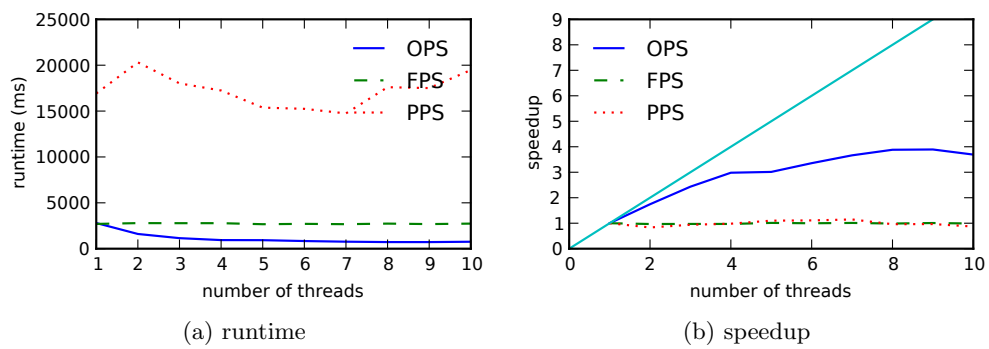 25000
20000
15000
10000
5000
0
runtime (ms)
OPS
FPS
PPS
1 2 3 4 5 6 7 8 9 10
number of threads
(a) runtime
9
8
7
6
5
4
3
2
1
0
speedup
OPS
FPS
PPS
0 2 4 6 8 10
number of threads
(b) speedup